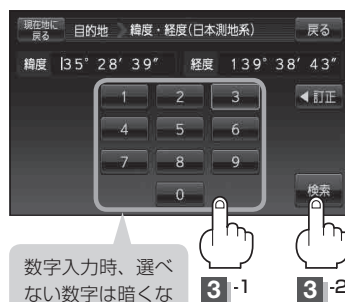 現在地に
戻る
目的地 緯度・経度(日本測地系) 戻る
緯度 35° 28′ 39″ 経度 139° 38′ 43″
1 2 3 ◀訂正
4 5 6
7 8 9
0 検索
数字入力時、選べ
ない数字は暗くな
3-1 3-2